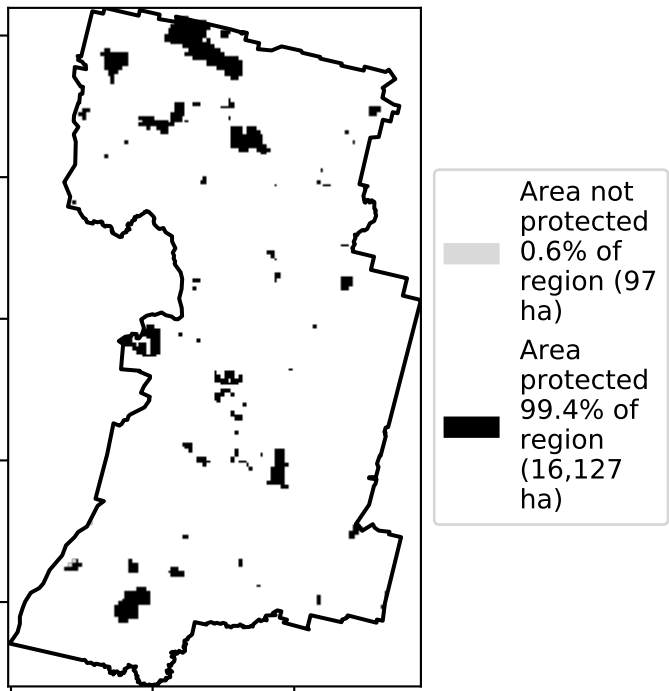 Area not
protected
0.6% of
region (97
ha)
Area
protected
99.4% of
region
(16,127
ha)